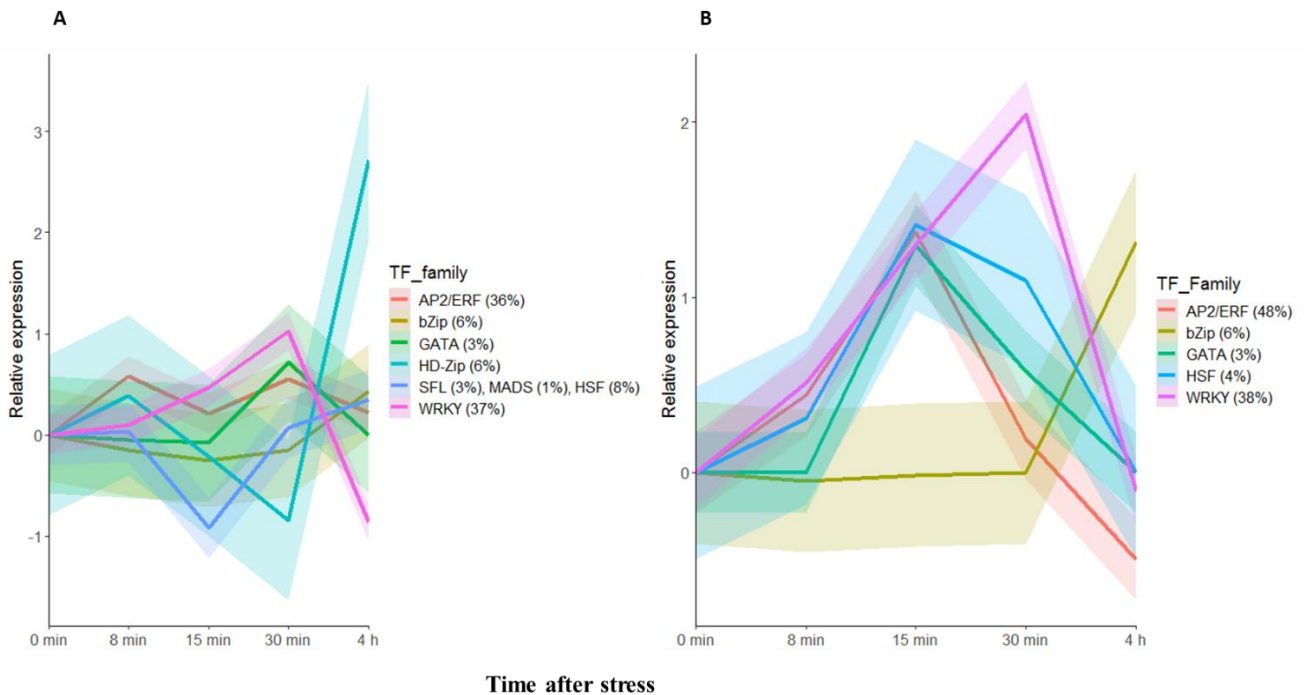 A
B
Relative expression
3
2
1
0
-1
0 min
8 min
15 min
30 min
4 h
TF_family
AP2/ERF (36%)
bZip (6%)
GATA (3%)
HD-Zip (6%)
SFL (3%), MADS (1%), HSF (8%)
WRKY (37%)
Relative expression
2
1
0
0 min
8 min
15 min
30 min
4 h
TF_Family
AP2/ERF (48%)
bZip (6%)
GATA (3%)
HSF (4%)
WRKY (38%)
Time after stress